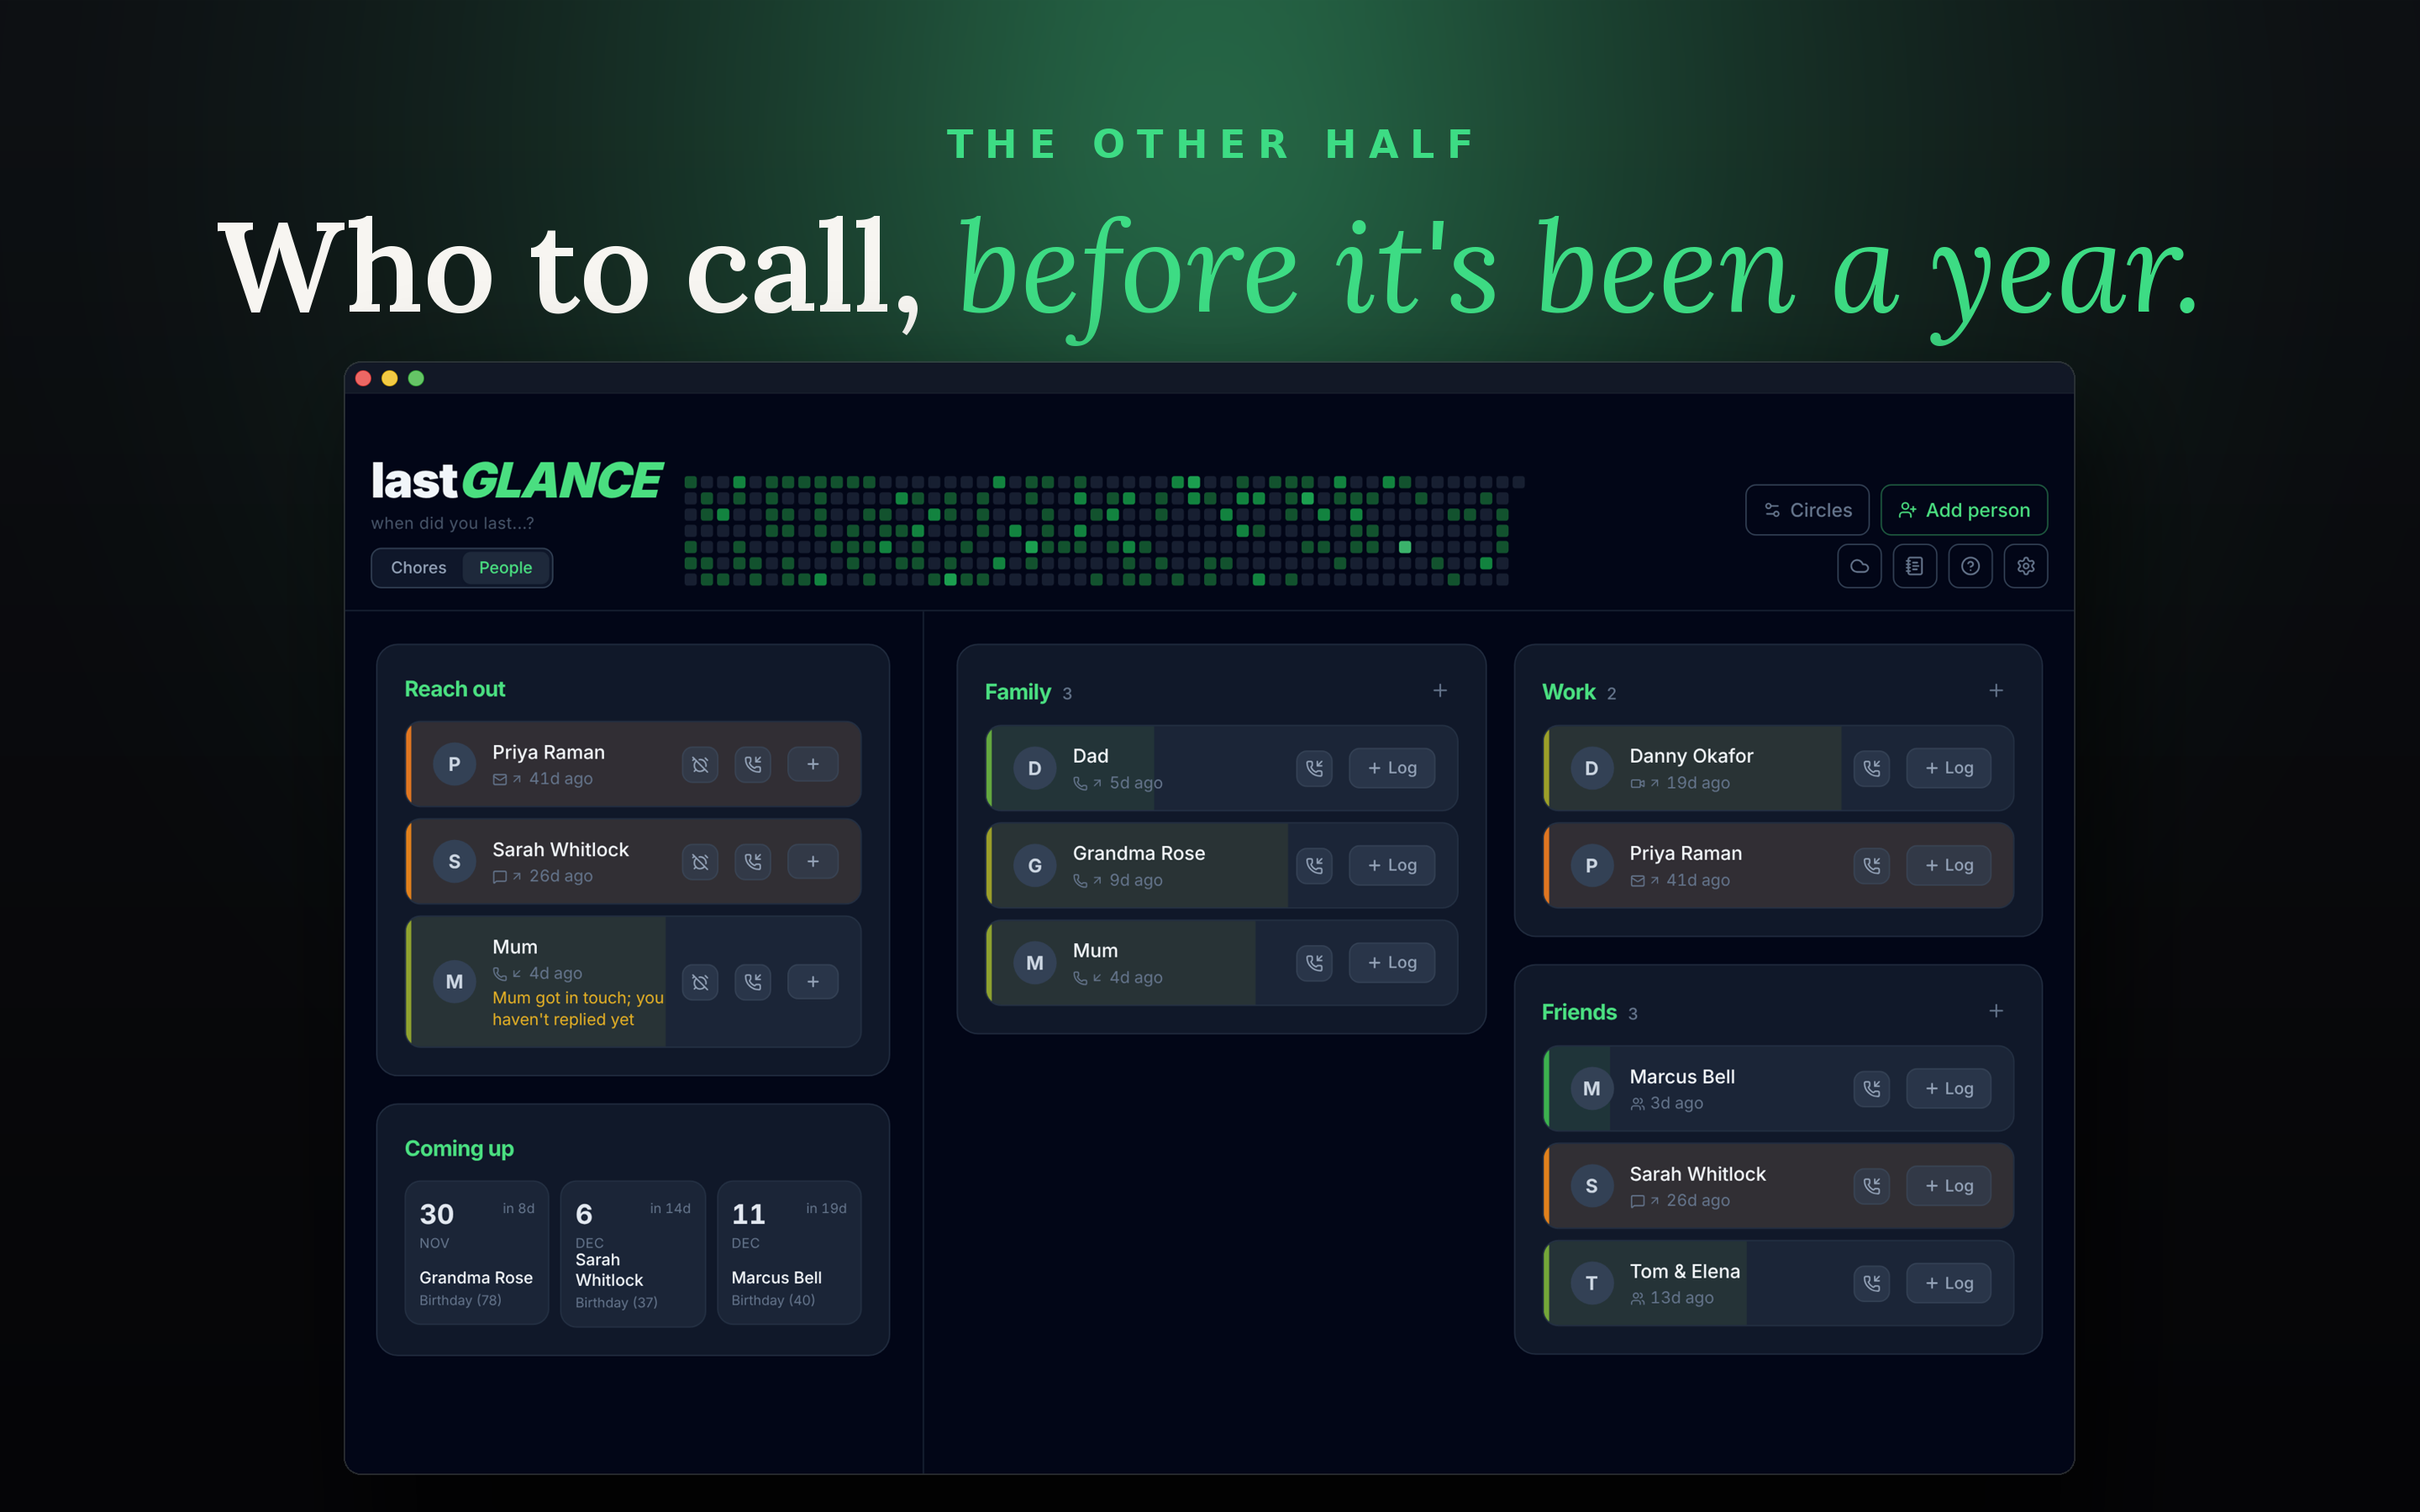 THE OTHER HALF
Who to call, before it's been a year.
lastGLANCE
when did you last...?
Chores People
Circles
Add person
Reach out
P
Priya Raman
41d ago
S
Sarah Whitlock
26d ago
M
Mum
4d ago
Mum got in touch; you
haven't replied yet
Coming up
30 in 8d
NOV
Grandma Rose
Birthday (78)
6 in 14d
DEC
Sarah
Whitlock
Birthday (37)
11 in 19d
DEC
Marcus Bell
Birthday (40)
Family 3
D
Dad
5d ago
+ Log
G
Grandma Rose
9d ago
+ Log
M
Mum
4d ago
+ Log
Work 2
D
Danny Okafor
19d ago
+ Log
P
Priya Raman
41d ago
+ Log
Friends 3
M
Marcus Bell
3d ago
+ Log
S
Sarah Whitlock
26d ago
+ Log
T
Tom & Elena
13d ago
+ Log